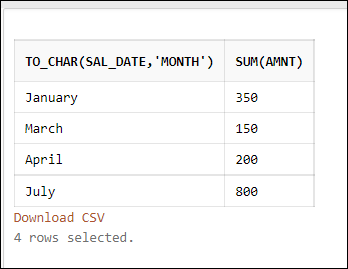 TO_CHAR(SAL_DATE,'MONTH') SUM(AMNT)
January 350
March 150
April 200
July 800
Download CSV
4 rows selected.